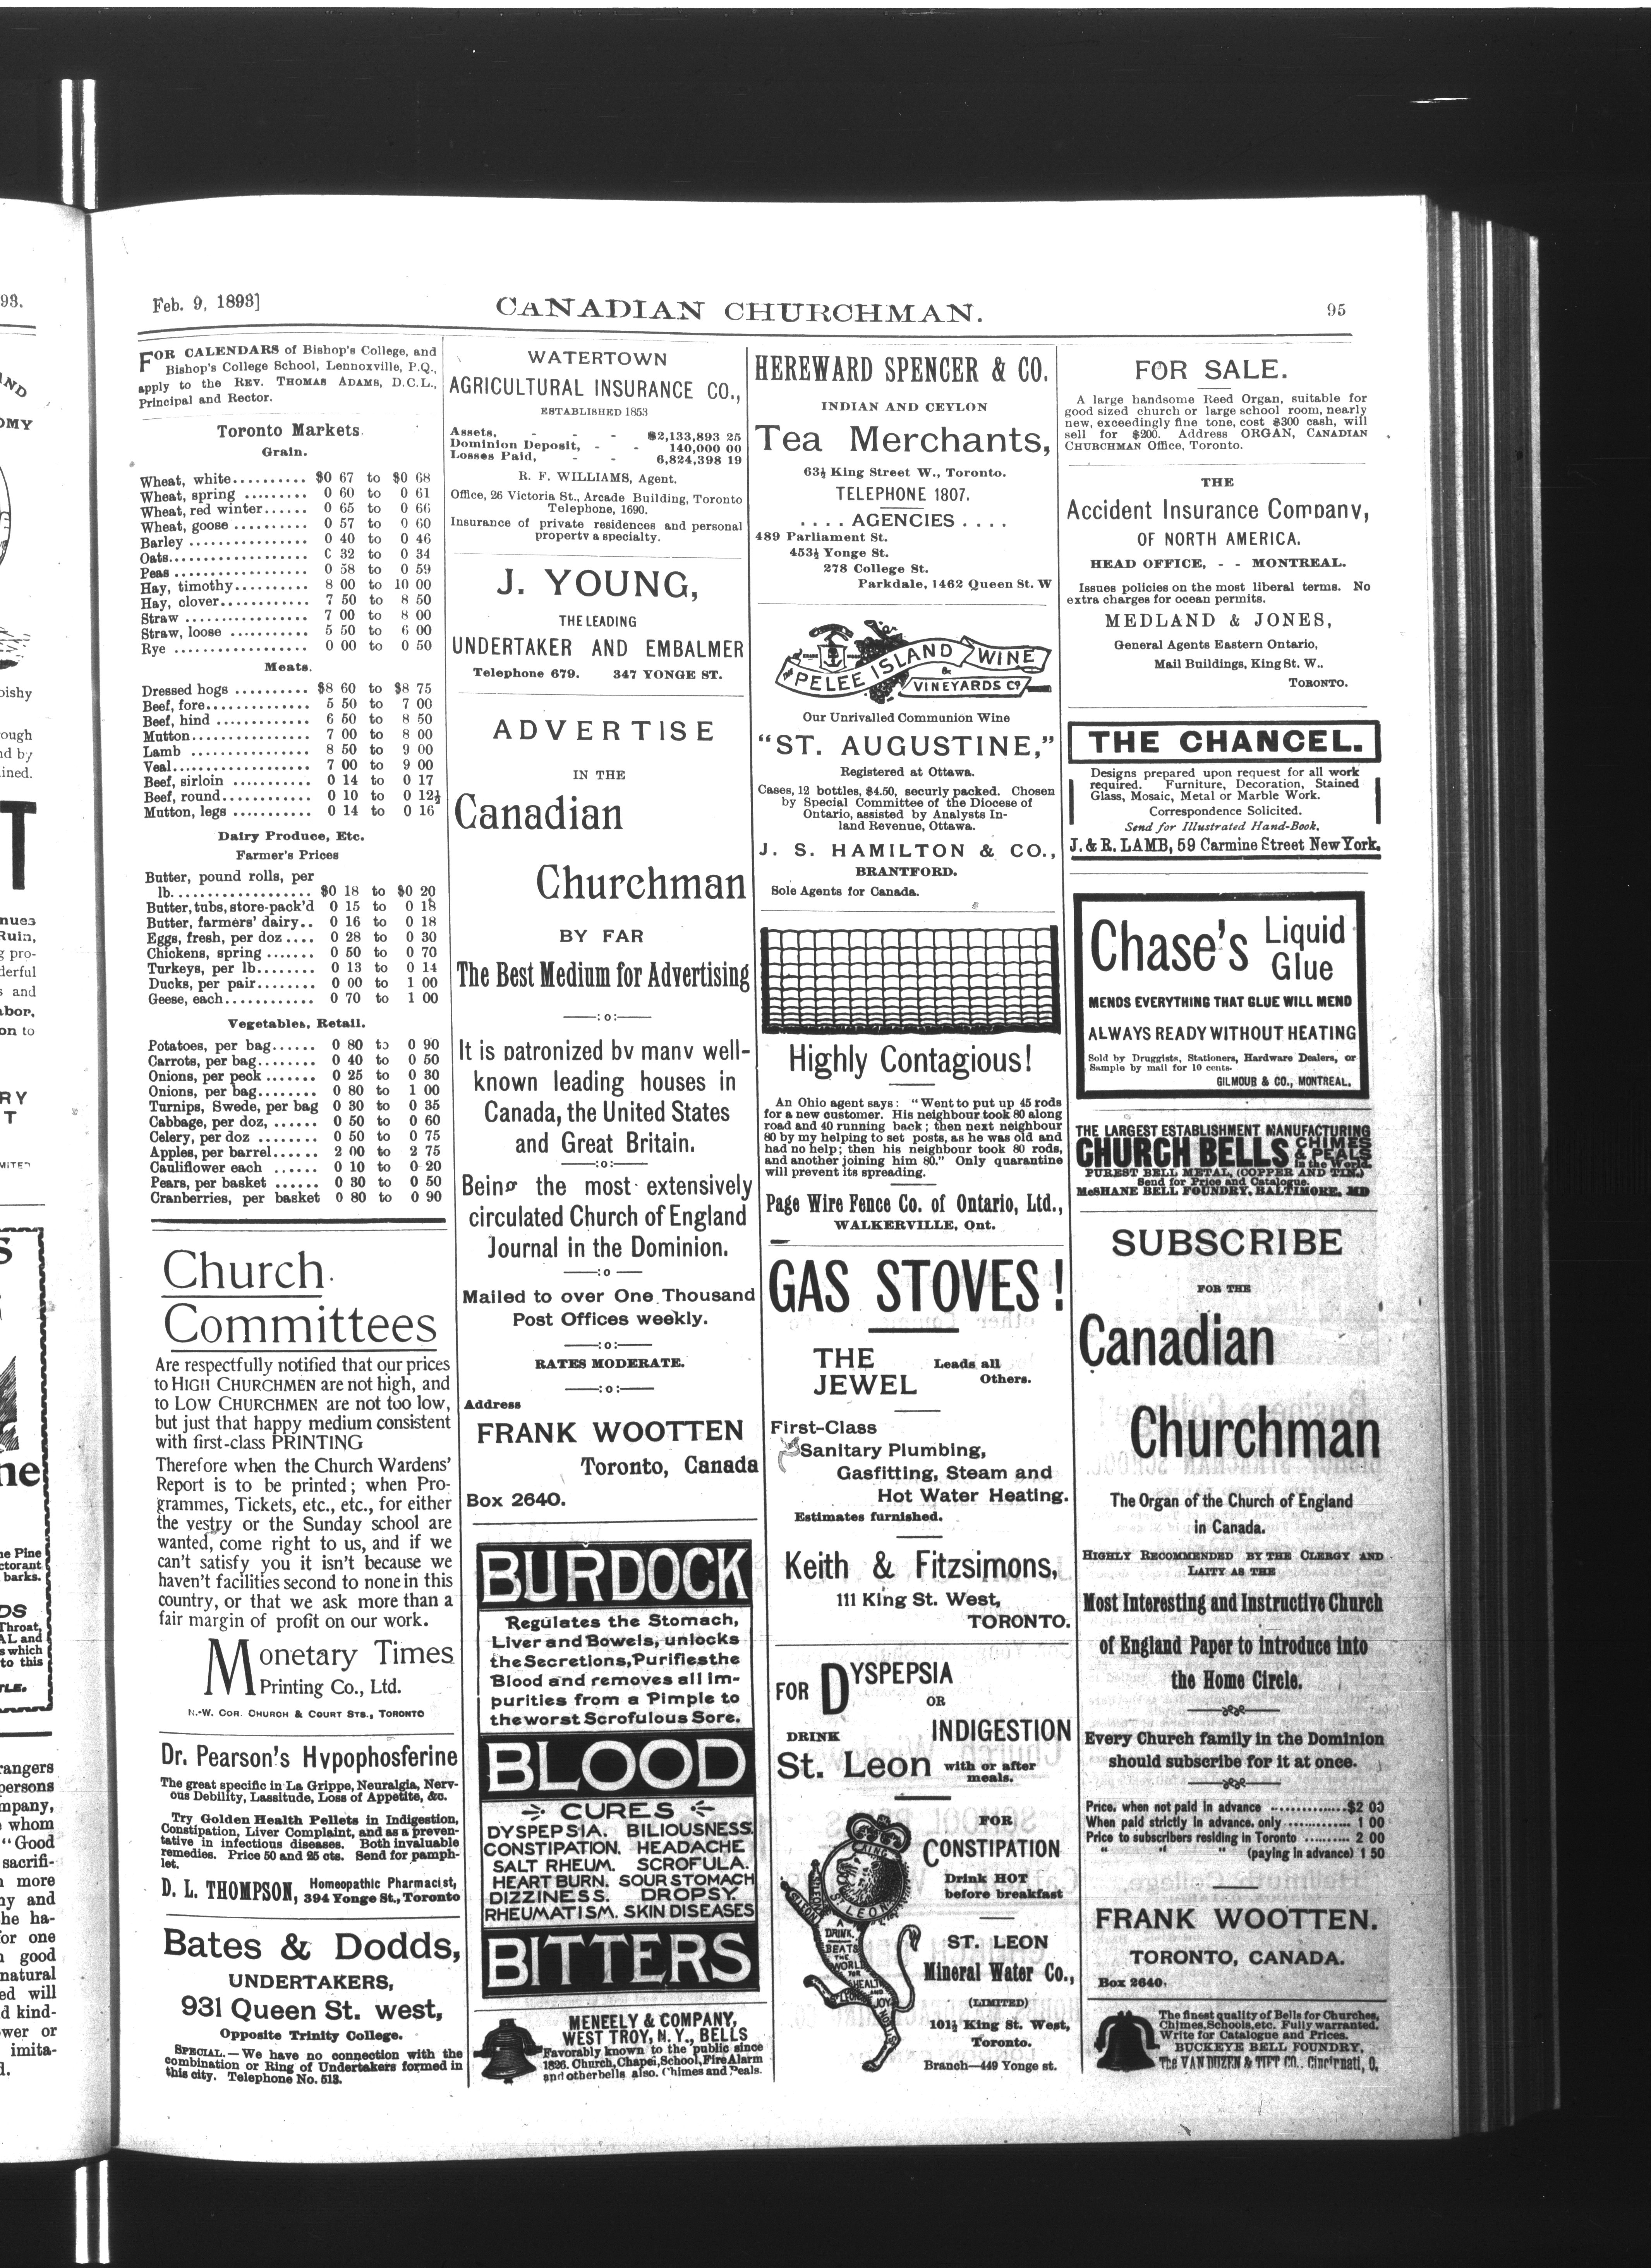 Feb. 9, 1893]
CANADIAN CHURCHMAN.
95
FOR CALENDARS of Bishop's College, and
Bishop's College School, Lennoxville, P.Q.,
apply to the REV. THOMAS ADAMS, D.C.L.,
Principal and Rector.
Toronto Markets.
Grain.
Wheat, white.......... $0 67 to $0 68
Wheat, spring ......... 0 60 to 0 61
Wheat, red winter...... 0 65 to 0 66
Wheat, goose .......... 0 57 to 0 60
Barley ................ 0 40 to 0 46
Oats................... 0 32 to 0 34
Peas .................. 0 58 to 0 59
Hay, timothy.......... 8 00 to 10 00
Hay, clover............ 7 50 to 8 50
Straw ................. 7 00 to 8 00
Straw, loose .......... 5 50 to 6 00
Rye ................... 0 00 to 0 50
Meats.
Dressed hogs .......... $8 60 to $8 75
Beef, fore.............. 5 50 to 7 00
Beef, hind ............. 6 50 to 8 50
Mutton................ 7 00 to 8 00
Lamb ................. 8 50 to 9 00
Veal................... 7 00 to 9 00
Beef, sirloin .......... 0 14 to 0 17
Beef, round............ 0 10 to 0 12½
Mutton, legs .......... 0 14 to 0 16
Dairy Produce, Etc.
Farmer's Prices
Butter, pound rolls, per
lb.................. $0 18 to $0 20
Butter, tubs, store-pack'd 0 15 to 0 18
Butter, farmers' dairy.. 0 16 to 0 18
Eggs, fresh, per doz .... 0 28 to 0 30
Chickens, spring ....... 0 50 to 0 70
Turkeys, per lb........ 0 13 to 0 14
Ducks, per pair........ 0 00 to 1 00
Geese, each............ 0 70 to 1 00
Vegetables, Retail.
Potatoes, per bag...... 0 80 to 0 90
Carrots, per bag....... 0 40 to 0 50
Onions, per peck ....... 0 25 to 0 30
Onions, per bag........ 0 80 to 1 00
Turnips, Swede, per bag 0 30 to 0 35
Cabbage, per doz, ...... 0 50 to 0 60
Celery, per doz ........ 0 50 to 0 75
Apples, per barrel...... 2 00 to 2 75
Cauliflower each ...... 0 10 to 0 20
Pears, per basket ...... 0 30 to 0 50
Cranberries, per basket 0 80 to 0 90
Church
Committees
Are respectfully notified that our prices
to HIGH CHURCHMEN are not high, and
to LOW CHURCHMEN are not too low,
but just that happy medium consistent
with first-class PRINTING
Therefore when the Church Wardens'
Report is to be printed; when Pro-
grammes, Tickets, etc., etc., for either
the vestry or the Sunday school are
wanted, come right to us, and if we
can't satisfy you it isn't because we
haven't facilities second to none in this
country, or that we ask more than a
fair margin of profit on our work.
Monetary Times
Printing Co., Ltd.
N.-W. COR. CHURCH & COURT STS., TORONTO
Dr. Pearson's Hypophosferine
The great specific in La Grippe, Neuralgia, Nerv-
ous Debility, Lassitude, Loss of Appetite, &c.
Try Golden Health Pellets in Indigestion,
Constipation, Liver Complaint, and as a preven-
tative in infectious diseases. Both invaluable
remedies. Price 50 and 25 cts. Send for pamph-
let.
D. L. THOMPSON, Homeopathic Pharmacist,
394 Yonge St., Toronto
Bates & Dodds,
UNDERTAKERS,
931 Queen St. west,
Opposite Trinity College.
SPECIAL.—We have no connection with the
combination or Ring of Undertakers formed in
this city. Telephone No. 513.
WATERTOWN
AGRICULTURAL INSURANCE CO.,
ESTABLISHED 1853
Assets, - - - $2,133,893 25
Dominion Deposit, - - 140,000 00
Losses Paid, - - 6,824,398 19
R. F. WILLIAMS, Agent.
Office, 26 Victoria St., Arcade Building, Toronto
Telephone, 1690.
Insurance of private residences and personal
property a specialty.
J. YOUNG,
THE LEADING
UNDERTAKER AND EMBALMER
Telephone 679. 347 YONGE ST.
ADVERTISE
IN THE
Canadian
Churchman
BY FAR
The Best Medium for Advertising
—:o:—
It is patronized by many well-
known leading houses in
Canada, the United States
and Great Britain.
—:o:—
Being the most extensively
circulated Church of England
Journal in the Dominion.
—:o—
Mailed to over One Thousand
Post Offices weekly.
—:o:—
RATES MODERATE.
—:o:—
Address
FRANK WOOTTEN
Toronto, Canada
Box 2640.
BURDOCK
Regulates the Stomach,
Liver and Bowels, unlocks
the Secretions, Purifies the
Blood and removes all im-
purities from a Pimple to
the worst Scrofulous Sore.
BLOOD
CURES
DYSPEPSIA. BILIOUSNESS.
CONSTIPATION. HEADACHE
SALT RHEUM. SCROFULA.
HEART BURN. SOUR STOMACH
DIZZINESS. DROPSY.
RHEUMATISM. SKIN DISEASES
BITTERS
MENEELY & COMPANY,
WEST TROY, N. Y., BELLS
Favorably known to the public since
1826. Church, Chapel, School, Fire Alarm
and other bells also. Chimes and Peals.
HEREWARD SPENCER & CO.
INDIAN AND CEYLON
Tea Merchants,
63½ King Street W., Toronto.
TELEPHONE 1807.
.... AGENCIES ....
489 Parliament St.
453½ Yonge St.
278 College St.
Parkdale, 1462 Queen St. W
THE PELEE ISLAND WINE
& VINEYARDS Co
Our Unrivalled Communion Wine
"ST. AUGUSTINE,"
Registered at Ottawa.
Cases, 12 bottles, $4.50, securly packed. Chosen
by Special Committee of the Diocese of
Ontario, assisted by Analysts In-
land Revenue, Ottawa.
J. S. HAMILTON & CO.,
BRANTFORD.
Sole Agents for Canada.
Highly Contagious!
An Ohio agent says: "Went to put up 45 rods
for a new customer. His neighbour took 80 along
road and 40 running back; then next neighbour
80 by my helping to set posts, as he was old and
had no help; then his neighbour took 80 rods,
and another joining him 80." Only quarantine
will prevent its spreading.
Page Wire Fence Co. of Ontario, Ltd.,
WALKERVILLE, Ont.
GAS STOVES!
THE
JEWEL
Leads all
Others.
First-Class
Sanitary Plumbing,
Gasfitting, Steam and
Hot Water Heating.
Estimates furnished.
Keith & Fitzsimons,
111 King St. West,
TORONTO.
FOR DYSPEPSIA
OR
INDIGESTION
DRINK
St. Leon with or after
meals.
FOR
CONSTIPATION
Drink HOT
before breakfast
ST. LEON
Mineral Water Co.,
(LIMITED)
101½ King St. West,
Toronto.
Branch—449 Yonge st.
FOR SALE.
A large handsome Reed Organ, suitable for
good sized church or large school room, nearly
new, exceedingly fine tone, cost $300 cash, will
sell for $200. Address ORGAN, CANADIAN
CHURCHMAN Office, Toronto.
THE
Accident Insurance Company,
OF NORTH AMERICA.
HEAD OFFICE, - - MONTREAL.
Issues policies on the most liberal terms. No
extra charges for ocean permits.
MEDLAND & JONES,
General Agents Eastern Ontario,
Mail Buildings, King St. W..
TORONTO.
THE CHANCEL.
Designs prepared upon request for all work
required. Furniture, Decoration, Stained
Glass, Mosaic, Metal or Marble Work.
Correspondence Solicited.
Send for Illustrated Hand-Book.
J. & R. LAMB, 59 Carmine Street New York.
Chase's Liquid
Glue
MENDS EVERYTHING THAT GLUE WILL MEND
ALWAYS READY WITHOUT HEATING
Sold by Druggists, Stationers, Hardware Dealers, or
Sample by mail for 10 cents.
GILMOUR & CO., MONTREAL.
THE LARGEST ESTABLISHMENT MANUFACTURING
CHURCH BELLS CHIMES
& PEALS
in the World.
PUREST BELL METAL, (COPPER AND TIN.)
Send for Price and Catalogue.
McSHANE BELL FOUNDRY, BALTIMORE, MD
SUBSCRIBE
FOR THE
Canadian
Churchman
The Organ of the Church of England
in Canada.
HIGHLY RECOMMENDED BY THE CLERGY AND
LAITY AS THE
Most Interesting and Instructive Church
of England Paper to introduce into
the Home Circle.
Every Church family in the Dominion
should subscribe for it at once.
Price, when not paid in advance ..............$2 00
When paid strictly in advance, only ............. 1 00
Price to subscribers residing in Toronto .......... 2 00
" " " (paying in advance) 1 50
FRANK WOOTTEN.
TORONTO, CANADA.
Box 2640.
The finest quality of Bells for Churches,
Chimes, Schools, etc. Fully warranted.
Write for Catalogue and Prices.
BUCKEYE BELL FOUNDRY,
The VANDUZEN & TIFT CO., Cincinnati, O.